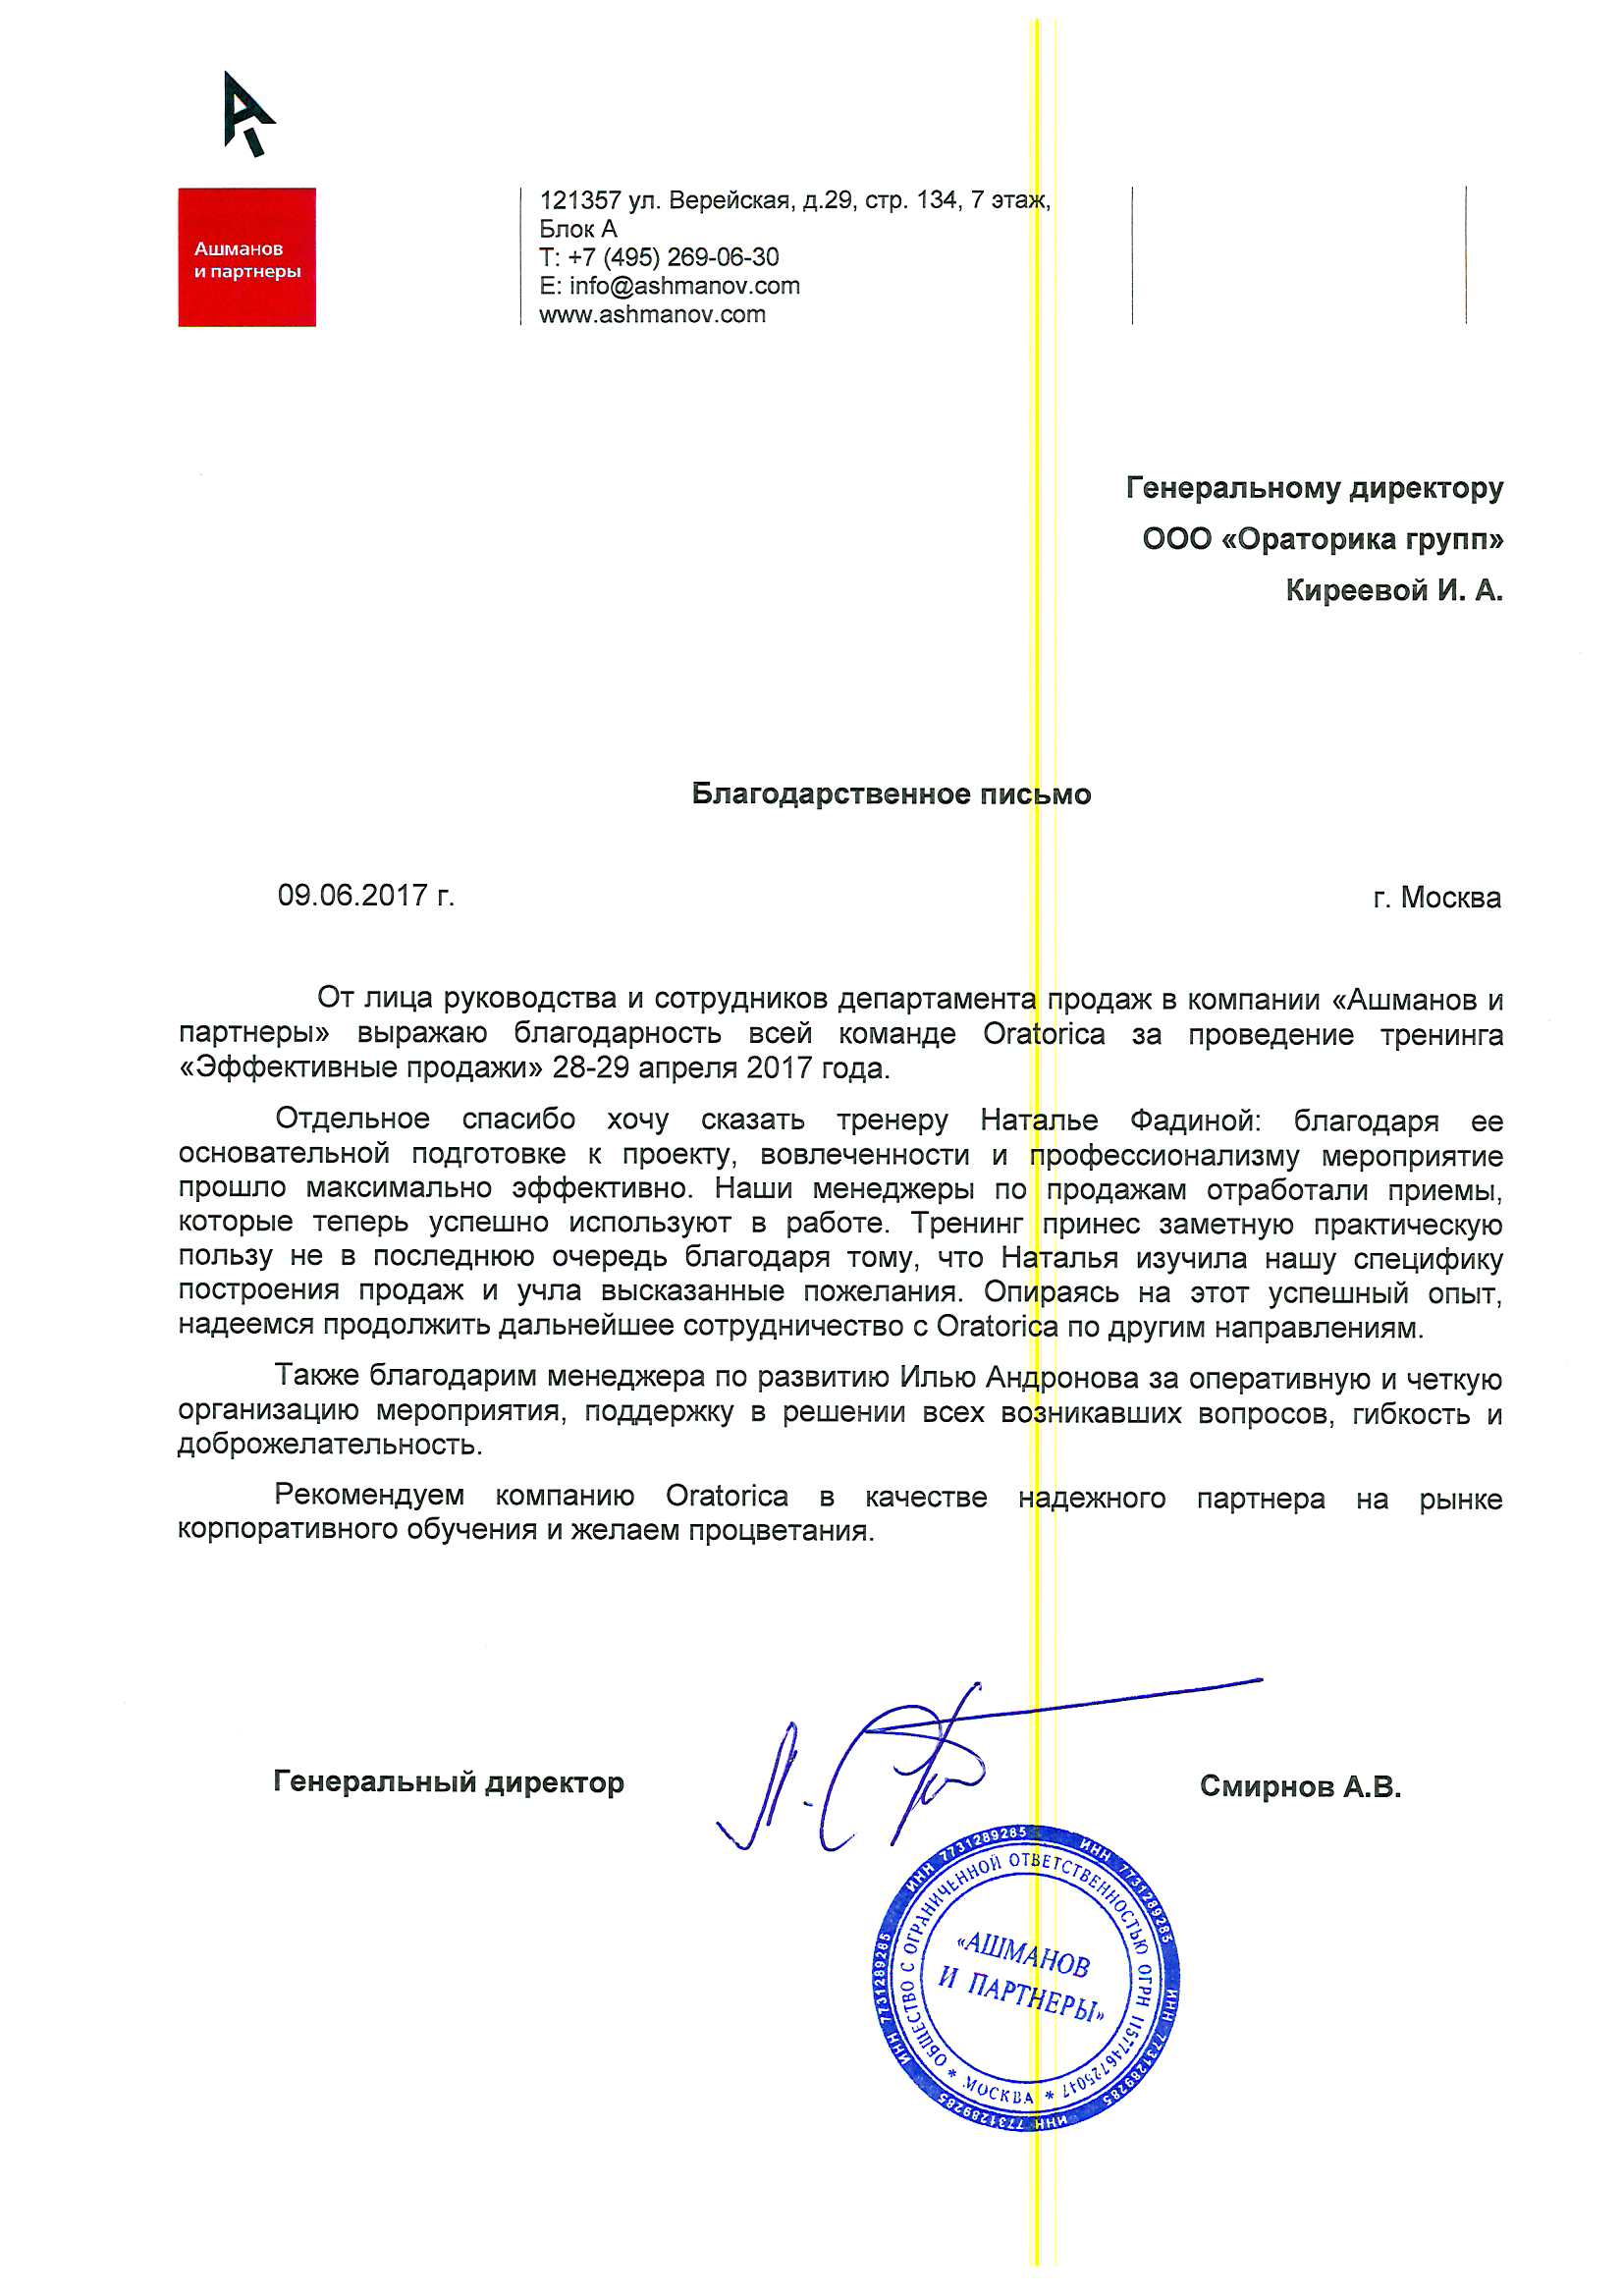 Ашманов
и партнеры
121357 ул. Верейская, д.29, стр. 134, 7 этаж,
Блок А
Т: +7 (495) 269-06-30
E: info@ashmanov.com
www.ashmanov.com
Генеральному директору
ООО «Ораторика групп»
Киреевой И. А.
Благодарственное письмо
09.06.2017 г.
г. Москва
От лица руководства и сотрудников департамента продаж в компании «Ашманов и
партнеры» выражаю благодарность всей команде Oratorica за проведение тренинга
«Эффективные продажи» 28-29 апреля 2017 года.
Отдельное спасибо хочу сказать тренеру Наталье Фадиной: благодаря ее
основательной подготовке к проекту, вовлеченности и профессионализму мероприятие
прошло максимально эффективно. Наши менеджеры по продажам отработали приемы,
которые теперь успешно используют в работе. Тренинг принес заметную практическую
пользу не в последнюю очередь благодаря тому, что Наталья изучила нашу специфику
построения продаж и учла высказанные пожелания. Опираясь на этот успешный опыт,
надеемся продолжить дальнейшее сотрудничество с Oratorica по другим направлениям.
Также благодарим менеджера по развитию Илью Андронова за оперативную и четкую
организацию мероприятия, поддержку в решении всех возникавших вопросов, гибкость и
доброжелательность.
Рекомендуем компанию Oratorica в качестве надежного партнера на рынке
корпоративного обучения и желаем процветания.
Генеральный директор
Смирнов А.В.
ИНН 7731289285 ИНН 7731289285 ИНН 7731289285 ИНН 7731289285 ИНН 7731289285
ОБЩЕСТВО С ОГРАНИЧЕННОЙ ОТВЕТСТВЕННОСТЬЮ ОГРН 1157746725047
* МОСКВА *
«АШМАНОВ
И ПАРТНЕРЫ»